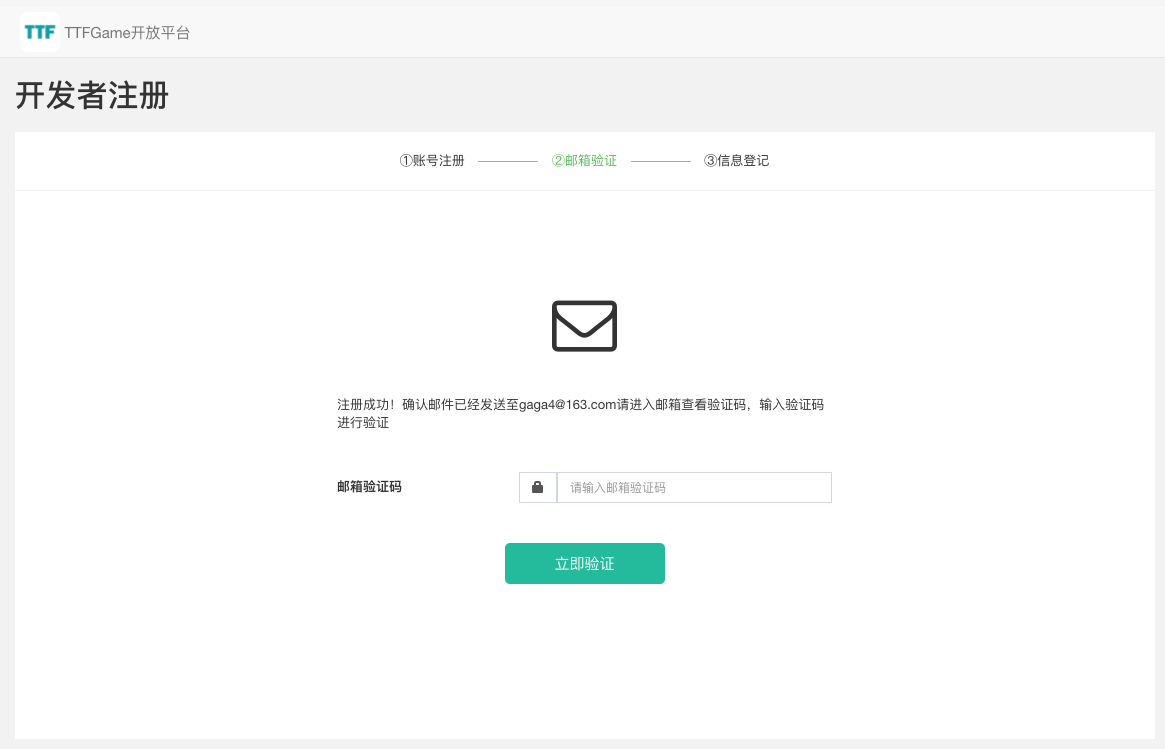 TTF TTFGame开放平台
开发者注册
①账号注册 ②邮箱验证 ③信息登记
注册成功！确认邮件已经发送至gaga4@163.com请进入邮箱查看验证码，输入验证码
进行验证
邮箱验证码 请输入邮箱验证码
立即验证